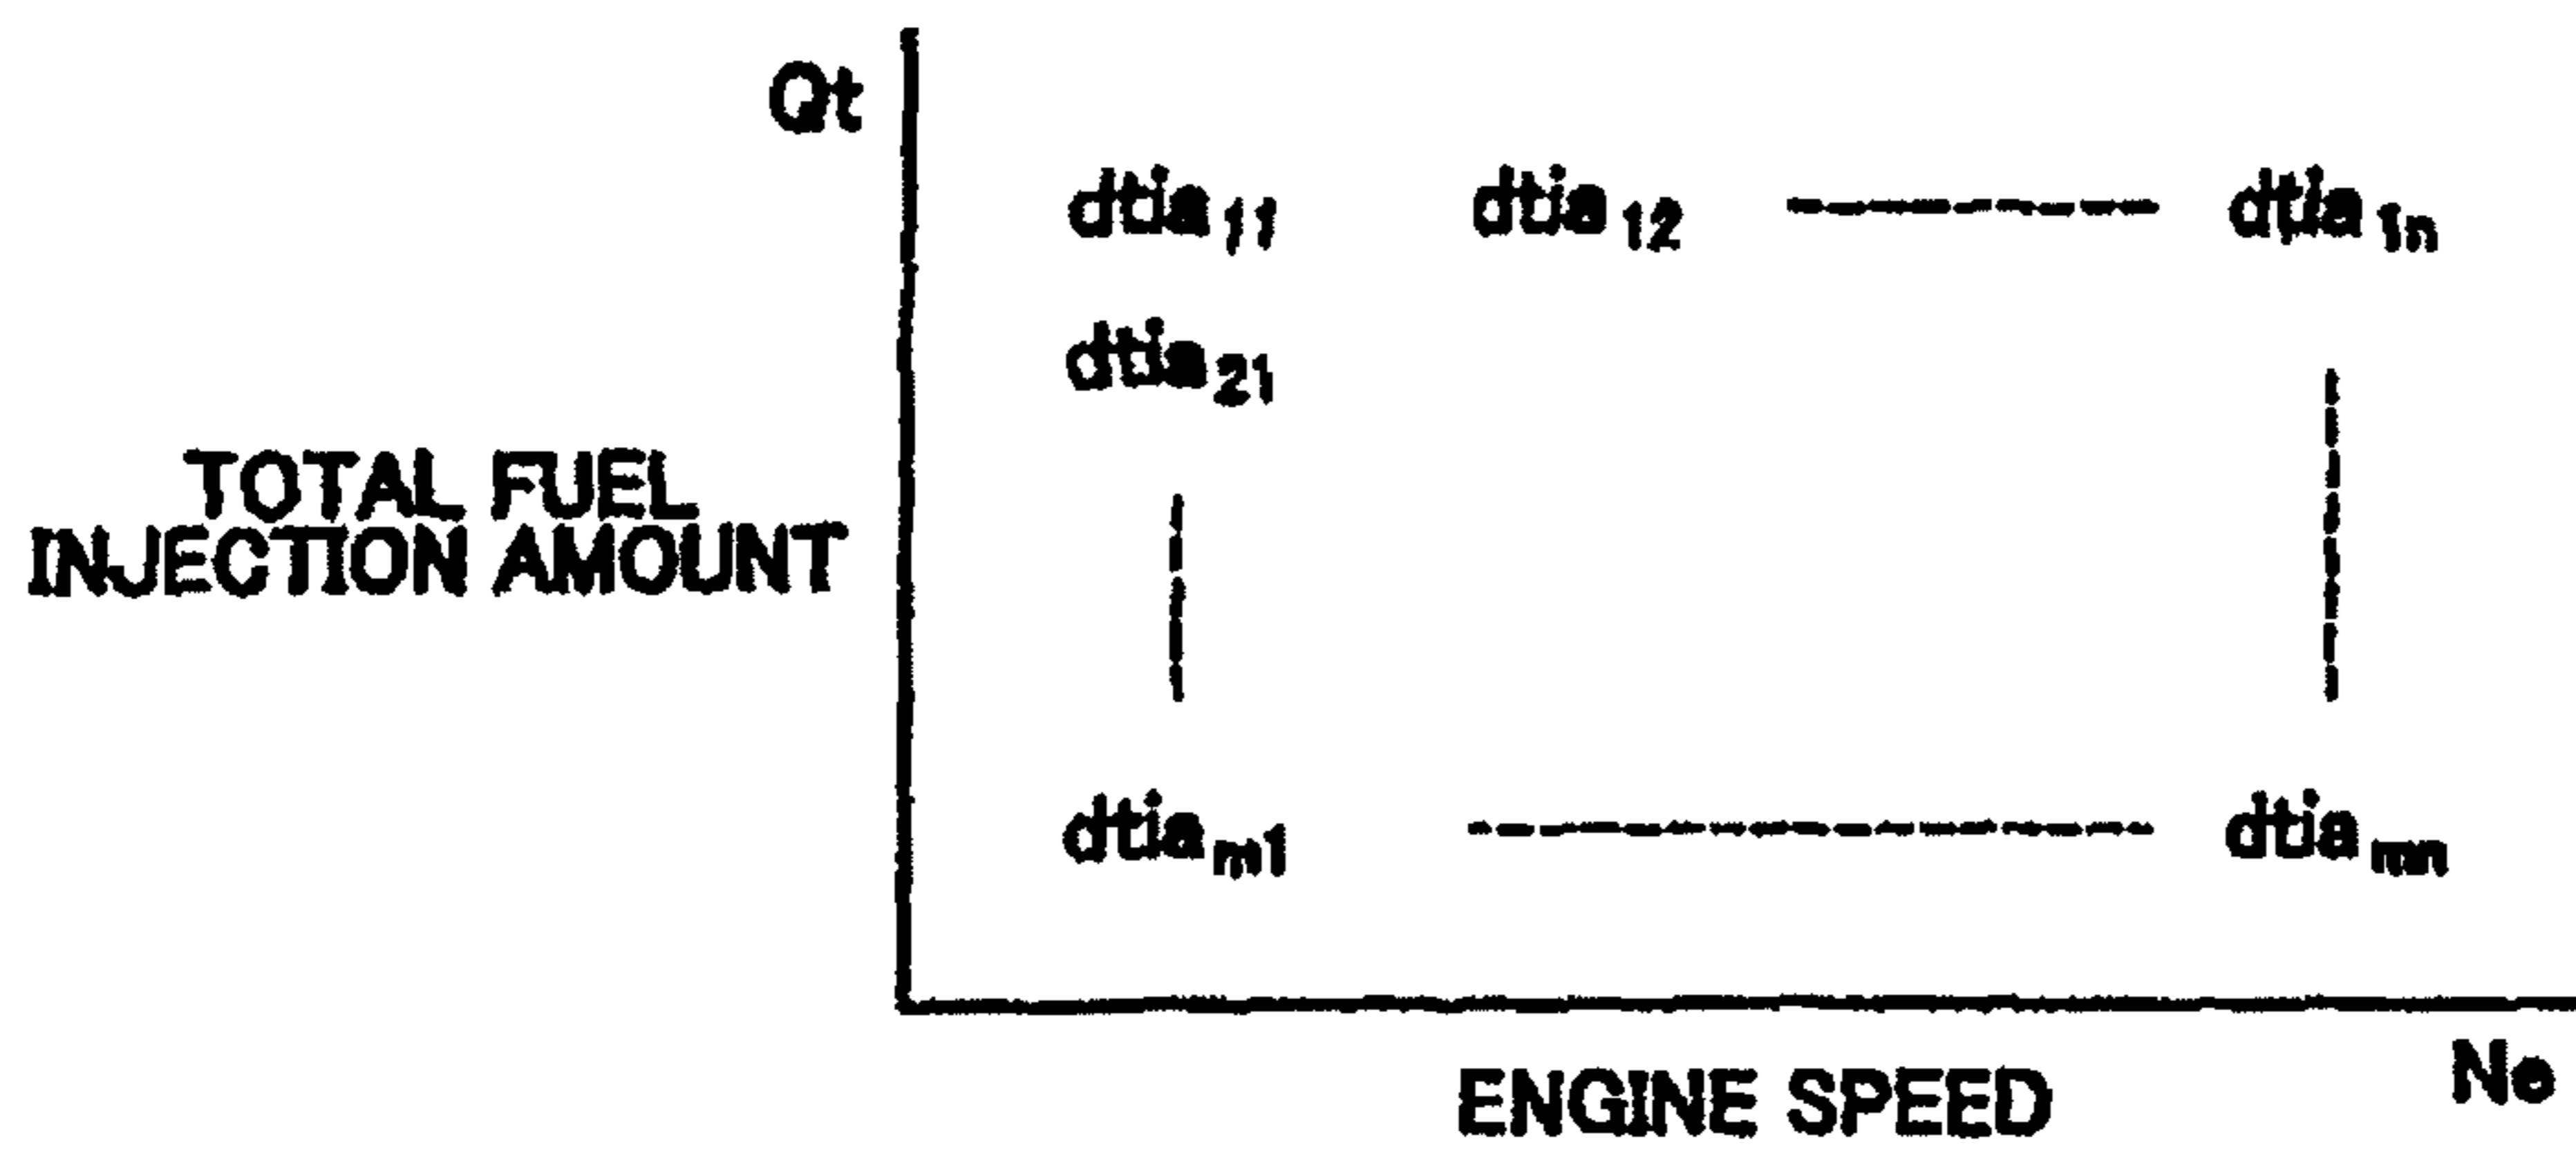 Qt
dtia11 dtia12 dtia1n
dtia21
TOTAL FUEL
INJECTION AMOUNT
dtiam1 dtiamn
Ne
ENGINE SPEED